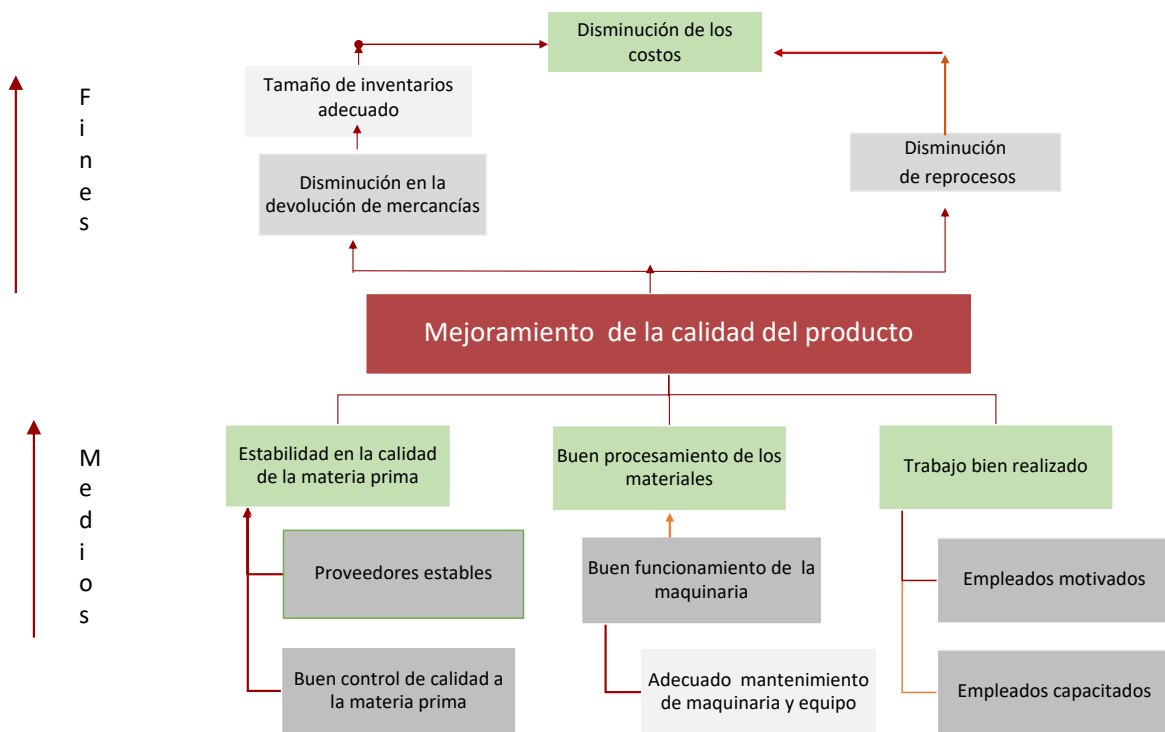 Disminución de los
costos
Tamaño de inventarios
adecuado
Disminución
de reprocesos
Disminución en la
devolución de mercancías
F
i
n
e
s
Mejoramiento de la calidad del producto
M
e
d
i
o
s
Estabilidad en la calidad
de la materia prima
Buen procesamiento de los
materiales
Trabajo bien realizado
Proveedores estables
Buen funcionamiento de la
maquinaria
Empleados motivados
Buen control de calidad a
la materia prima
Adecuado mantenimiento
de maquinaria y equipo
Empleados capacitados